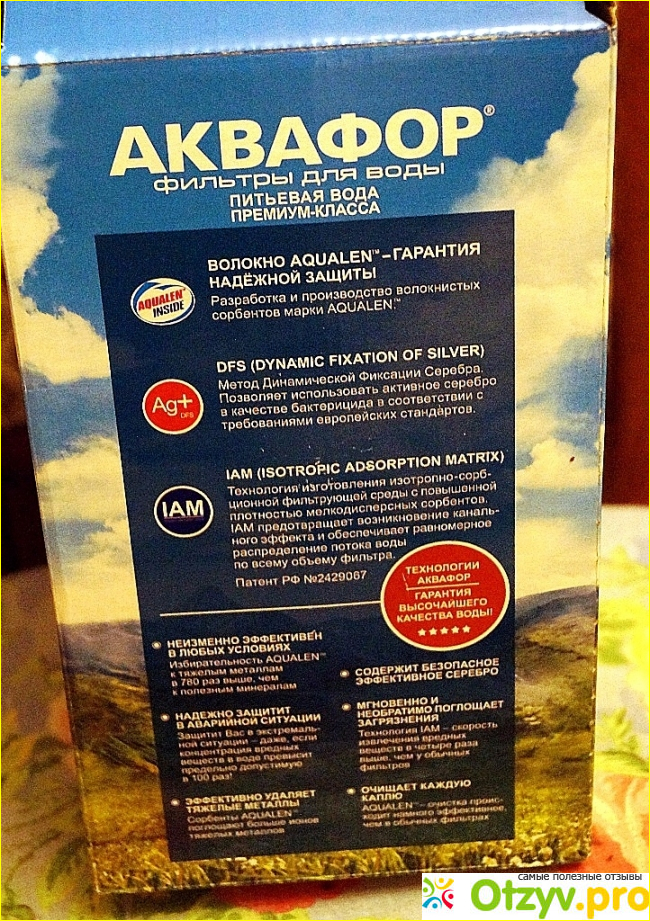 АКВАФОР®
ФИЛЬТРЫ ДЛЯ ВОДЫ
ПИТЬЕВАЯ ВОДА
ПРЕМИУМ-КЛАССА
ВОЛОКНО AQUALEN™ – ГАРАНТИЯ
НАДЁЖНОЙ ЗАЩИТЫ
Разработка и производство волокнистых
сорбентов марки AQUALEN™
AQUALEN™
INSIDE
DFS (DYNAMIC FIXATION OF SILVER)
Метод Динамической Фиксации Серебра.
Позволяет использовать активное серебро
в качестве бактерицида в соответствии с
требованиями европейских стандартов.
Ag+
DFS
IAM (ISOTROPIC ADSORPTION MATRIX)
Технология изготовления изотропно-сорб-
ционной фильтрующей среды с повышенной
плотностью мелкодисперсных сорбентов.
IAM предотвращает возникновение каналь-
ного эффекта и обеспечивает равномерное
распределение потока воды
по всему объему фильтра.
Патент РФ №2429067
IAM
ТЕХНОЛОГИИ
АКВАФОР
ГАРАНТИЯ
ВЫСОЧАЙШЕГО
КАЧЕСТВА ВОДЫ!
НЕИЗМЕННО ЭФФЕКТИВЕН
В ЛЮБЫХ УСЛОВИЯХ
Избирательность AQUALEN™
к тяжелым металлам
в 780 раз выше, чем
к полезным минералам
НАДЕЖНО ЗАЩИТИТ
В АВАРИЙНОЙ СИТУАЦИИ
Защитит Вас в экстремаль-
ной ситуации – даже, если
концентрация вредных
веществ в воде превысит
предельно допустимую
в 100 раз!
ЭФФЕКТИВНО УДАЛЯЕТ
ТЯЖЕЛЫЕ МЕТАЛЛЫ
Сорбенты AQUALEN™
поглощают больше ионов
тяжелых металлов
СОДЕРЖИТ БЕЗОПАСНОЕ
ЭФФЕКТИВНОЕ СЕРЕБРО
МГНОВЕННО И
НЕОБРАТИМО ПОГЛОЩАЕТ
ЗАГРЯЗНЕНИЯ
Технология IAM – скорость
извлечения вредных
веществ в четыре раза
выше, чем у обычных
фильтров
ОЧИЩАЕТ КАЖДУЮ
КАПЛЮ
AQUALEN™ – очистка проис-
ходит намного эффективнее,
чем в обычных фильтрах
самые полезные отзывы
Otzyv.pro